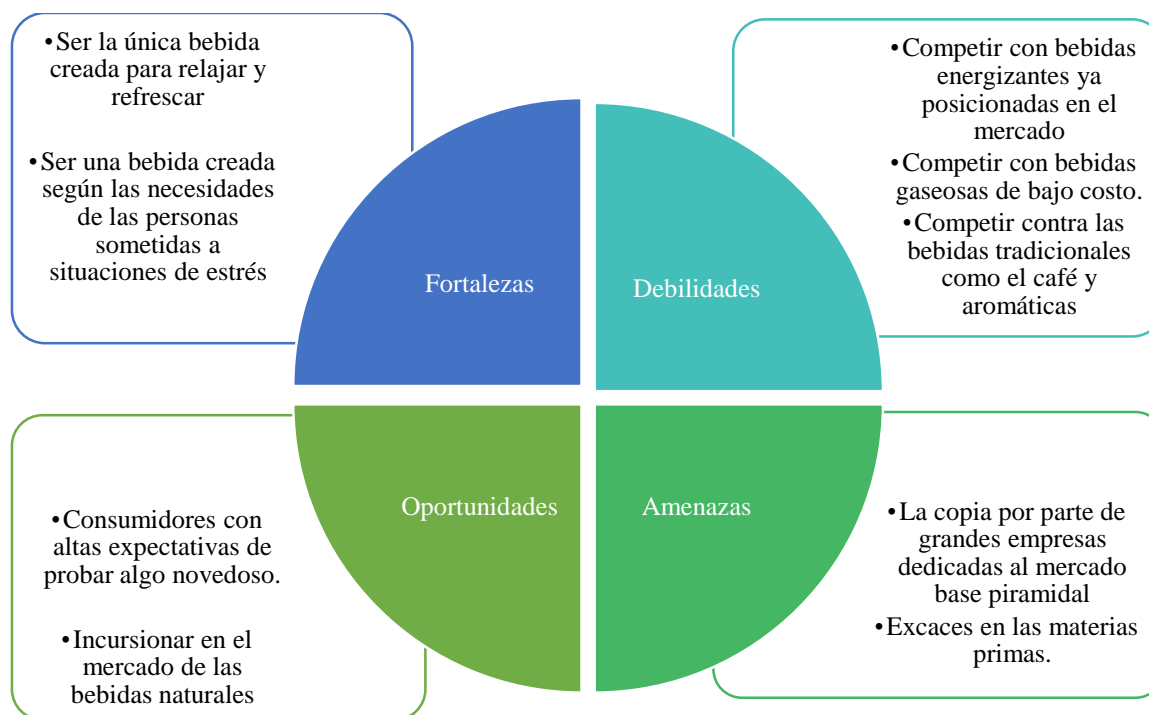 •Ser la única bebida
creada para relajar y
refrescar
•Ser una bebida creada
según las necesidades
de las personas
sometidas a
situaciones de estrés
Fortalezas
•Competir con bebidas
energizantes ya
posicionadas en el
mercado
•Competir con bebidas
gaseosas de bajo costo.
•Competir contra las
bebidas tradicionales
como el café y
aromáticas
Debilidades
•Consumidores con
altas expectativas de
probar algo novedoso.
•Incursionar en el
mercado de las
bebidas naturales
Oportunidades
Amenazas
•La copia por parte de
grandes empresas
dedicadas al mercado
base piramidal
•Excaces en las materias
primas.